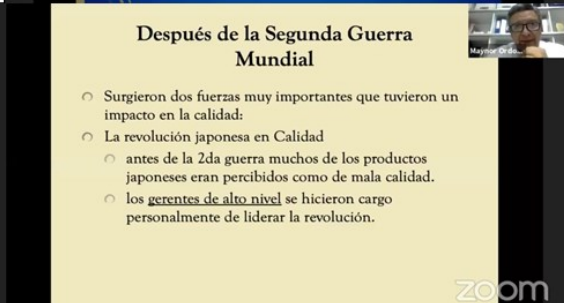 Después de la Segunda Guerra
Mundial
Surgieron dos fuerzas muy importantes que tuvieron un
impacto en la calidad:
La revolución japonesa en Calidad
antes de la 2da guerra muchos de los productos
japoneses eran percibidos como de mala calidad.
los gerentes de alto nivel se hicieron cargo
personalmente de liderar la revolución.
Maynor
zoom